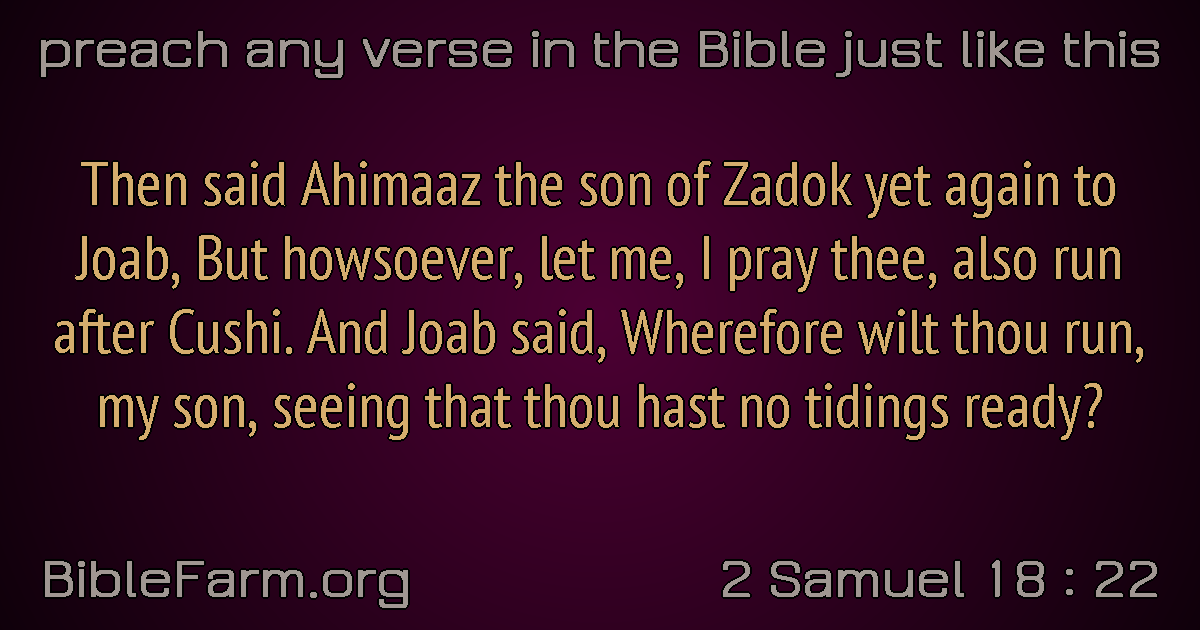 preach any verse in the Bible just like this
Then said Ahimaaz the son of Zadok yet again to
Joab, But howsoever, let me, I pray thee, also run
after Cushi. And Joab said, Wherefore wilt thou run,
my son, seeing that thou hast no tidings ready?
BibleFarm.org
2 Samuel 18 : 22